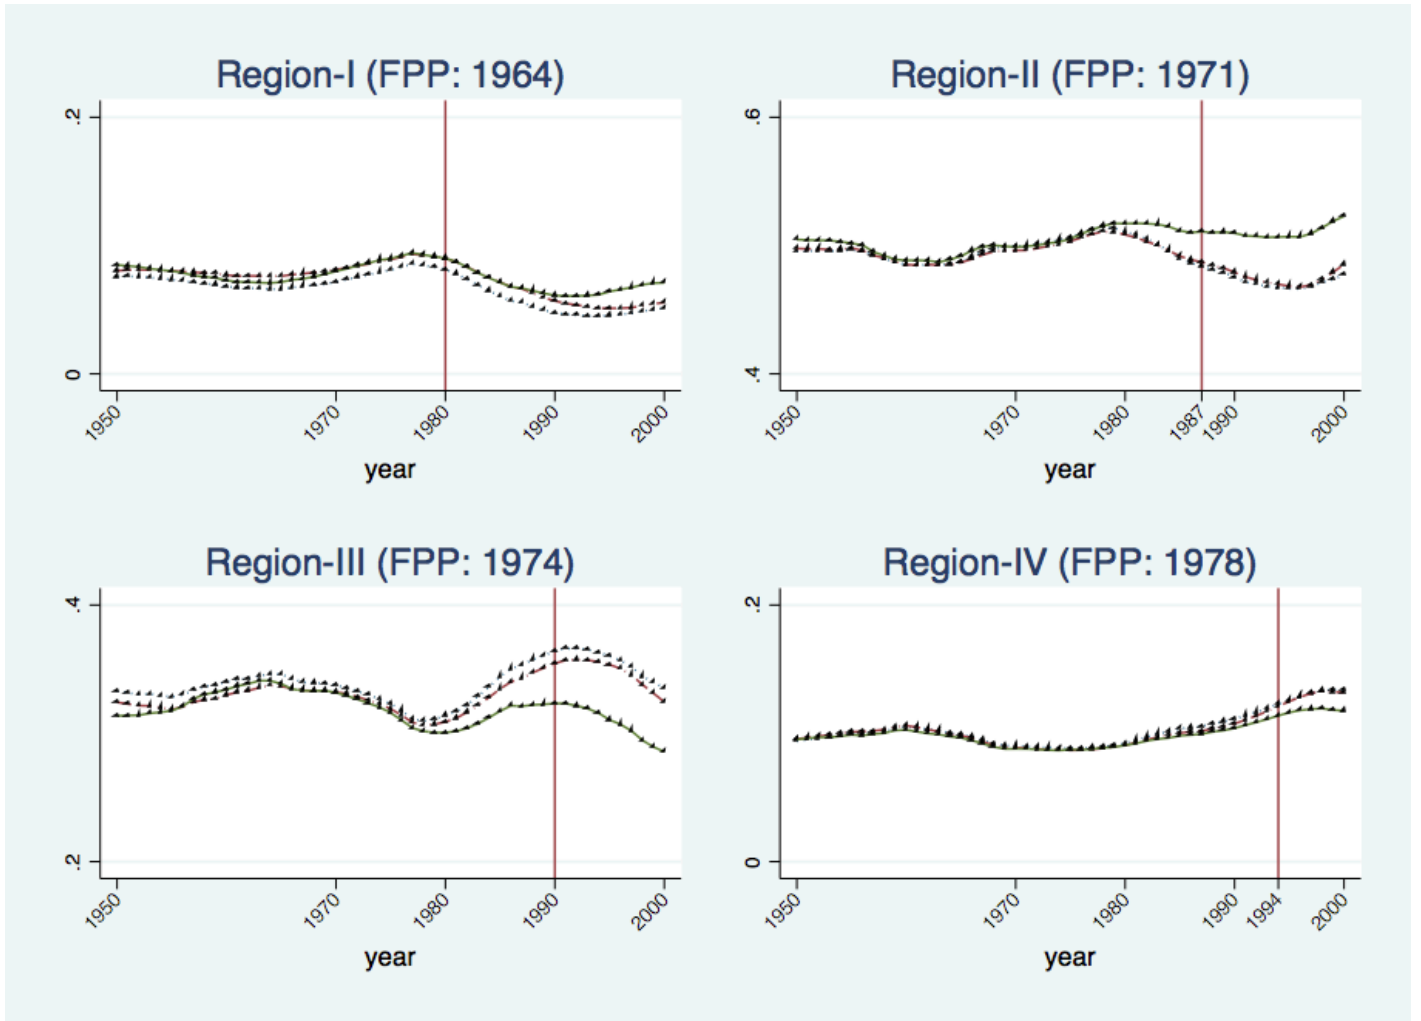 Region-I (FPP: 1964)
.2
0
1950 1970 1980 1990 2000
year
Region-II (FPP: 1971)
.6
.4
1950 1970 1980 1987 1990 2000
year
Region-III (FPP: 1974)
.4
.2
1950 1970 1980 1990 2000
year
Region-IV (FPP: 1978)
.2
0
1950 1970 1980 1990 1994 2000
year